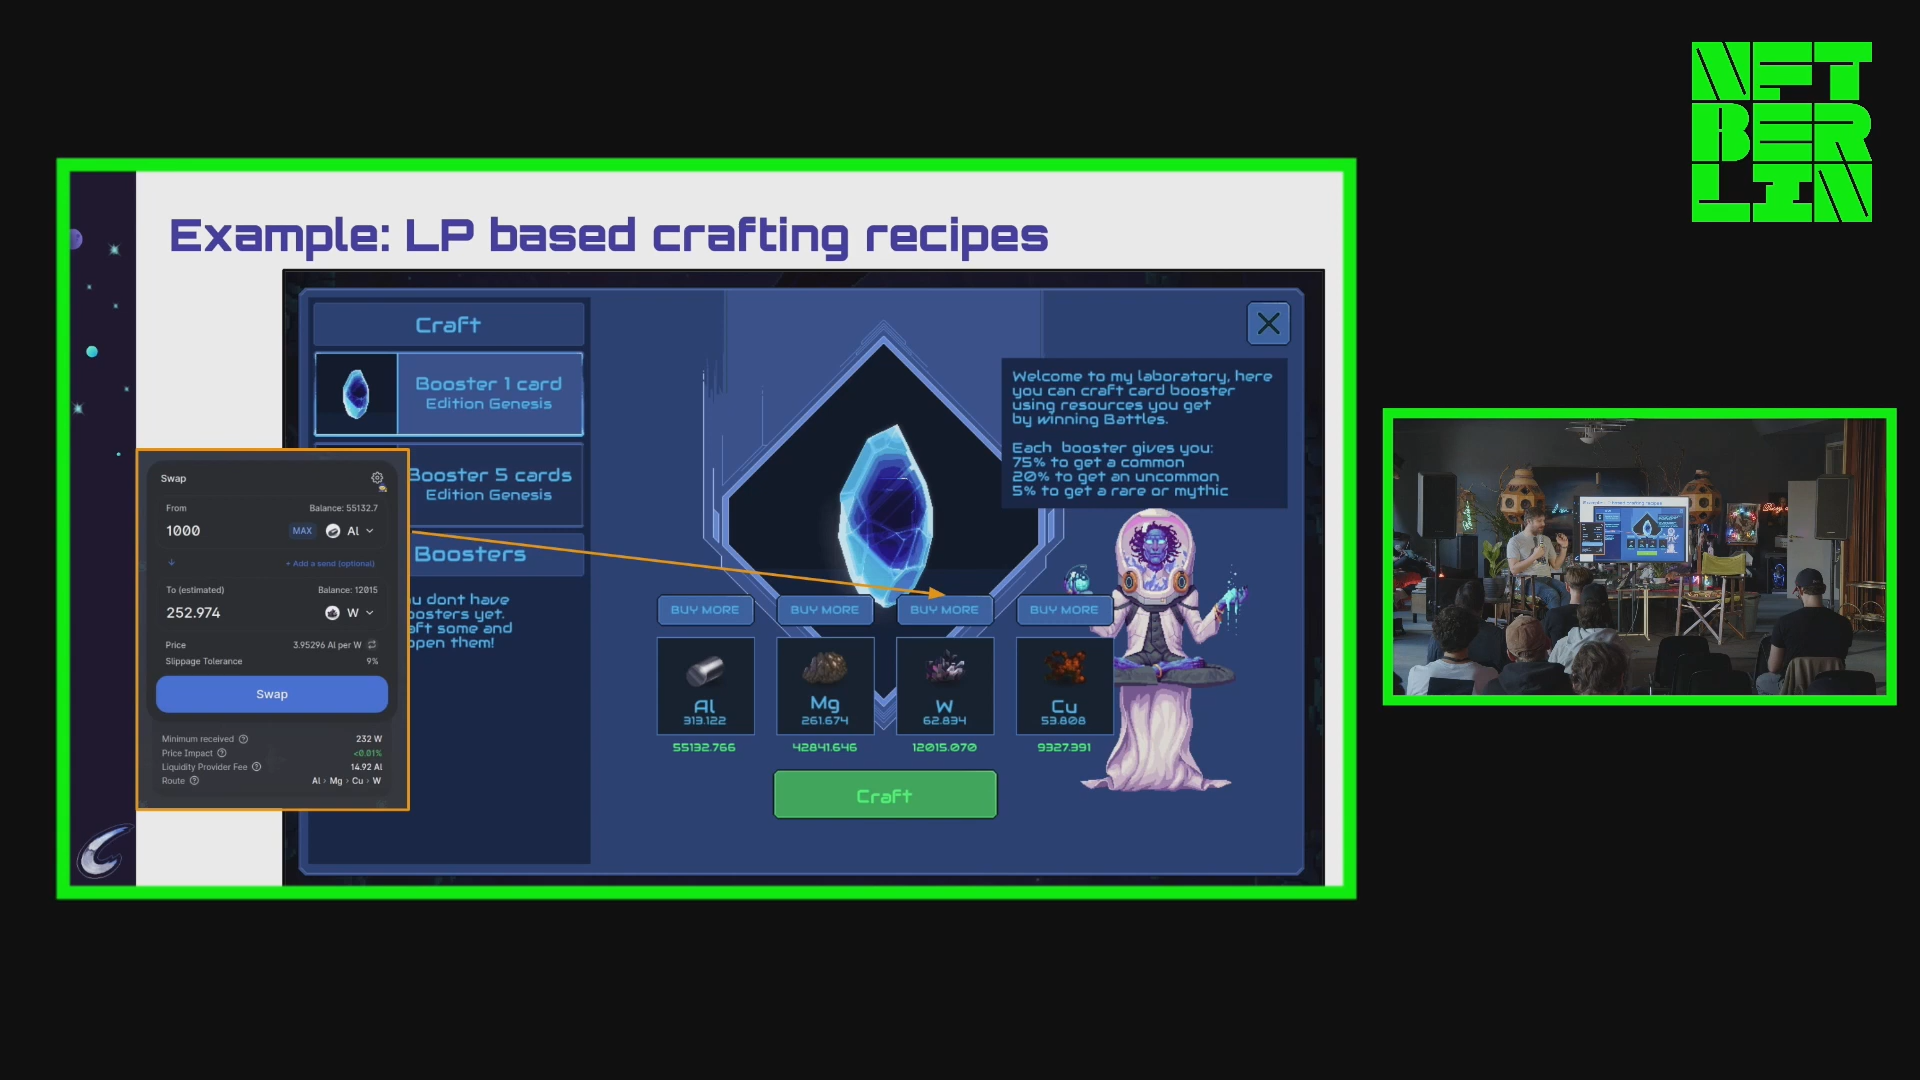 NFT
BER
LIN
Example: LP based crafting recipes
Craft
Booster 1 card
Edition Genesis
Booster 5 cards
Edition Genesis
Boosters
u dont have
osters yet.
aft some and
open them!
Welcome to my laboratory, here
you can craft card booster
using resources you get
by winning Battles.
Each booster gives you:
75% to get a common
20% to get an uncommon
5% to get a rare or mythic
Swap
From
Balance: 55132.7
1000
MAX
Al
+ Add a send (optional)
To (estimated)
Balance: 12015
252.974
W
Price
3.95296 Al per W
Slippage Tolerance
9%
Swap
Minimum received
232 W
Price Impact
<0.01%
Liquidity Provider Fee
14.92 Al
Route
Al > Mg > Cu > W
BUY MORE
BUY MORE
BUY MORE
BUY MORE
Al
313.122
Mg
261.674
W
62.834
Cu
53.808
55132.766
42841.646
12015.070
9327.391
Craft